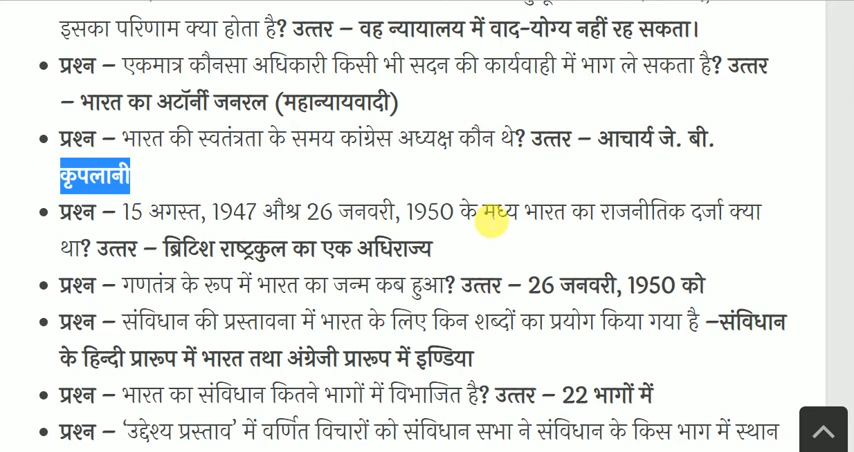 इसका परिणाम क्या होता है? उत्तर – वह न्यायालय में वाद-योग्य नहीं रह सकता।
• प्रश्न – एकमात्र कौनसा अधिकारी किसी भी सदन की कार्यवाही में भाग ले सकता है? उत्तर
– भारत का अटॉर्नी जनरल (महान्यायवादी)
• प्रश्न – भारत की स्वतंत्रता के समय कांग्रेस अध्यक्ष कौन थे? उत्तर – आचार्य जे. बी.
कृपलानी
• प्रश्न – 15 अगस्त, 1947 औश्र 26 जनवरी, 1950 के मध्य भारत का राजनीतिक दर्जा क्या
था? उत्तर – ब्रिटिश राष्ट्रकुल का एक अधिराज्य
• प्रश्न – गणतंत्र के रूप में भारत का जन्म कब हुआ? उत्तर – 26 जनवरी, 1950 को
• प्रश्न – संविधान की प्रस्तावना में भारत के लिए किन शब्दों का प्रयोग किया गया है –संविधान
के हिन्दी प्रारूप में भारत तथा अंग्रेजी प्रारूप में इण्डिया
• प्रश्न – भारत का संविधान कितने भागों में विभाजित है? उत्तर – 22 भागों में
• प्रश्न – ‘उद्देश्य प्रस्ताव’ में वर्णित विचारों को संविधान सभा ने संविधान के किस भाग में स्थान